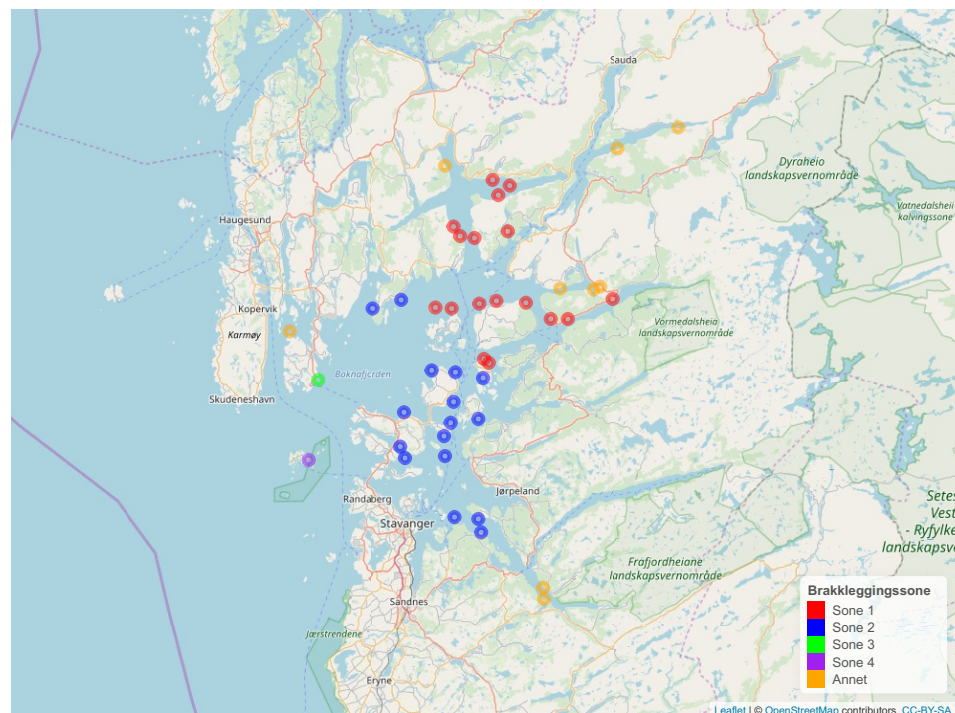 Sauda
Dyraheio
landskapsvernområde
Vatnedalsheii
kalvingssone
Haugesund
Kopervik
Karmøy
Vormedalsheia
landskapsvernområde
Boknafjorden
Skudeneshavn
Jørpeland
Randaberg
Stavanger
Setes
Vest
- Ryfylke
landskapsve
Frafjordheiane
landskapsvernområde
Sandnes
Jærstrendene
Eryne
Brakkleggingssone
Sone 1
Sone 2
Sone 3
Sone 4
Annet
Leaflet | © OpenStreetMap contributors, CC-BY-SA